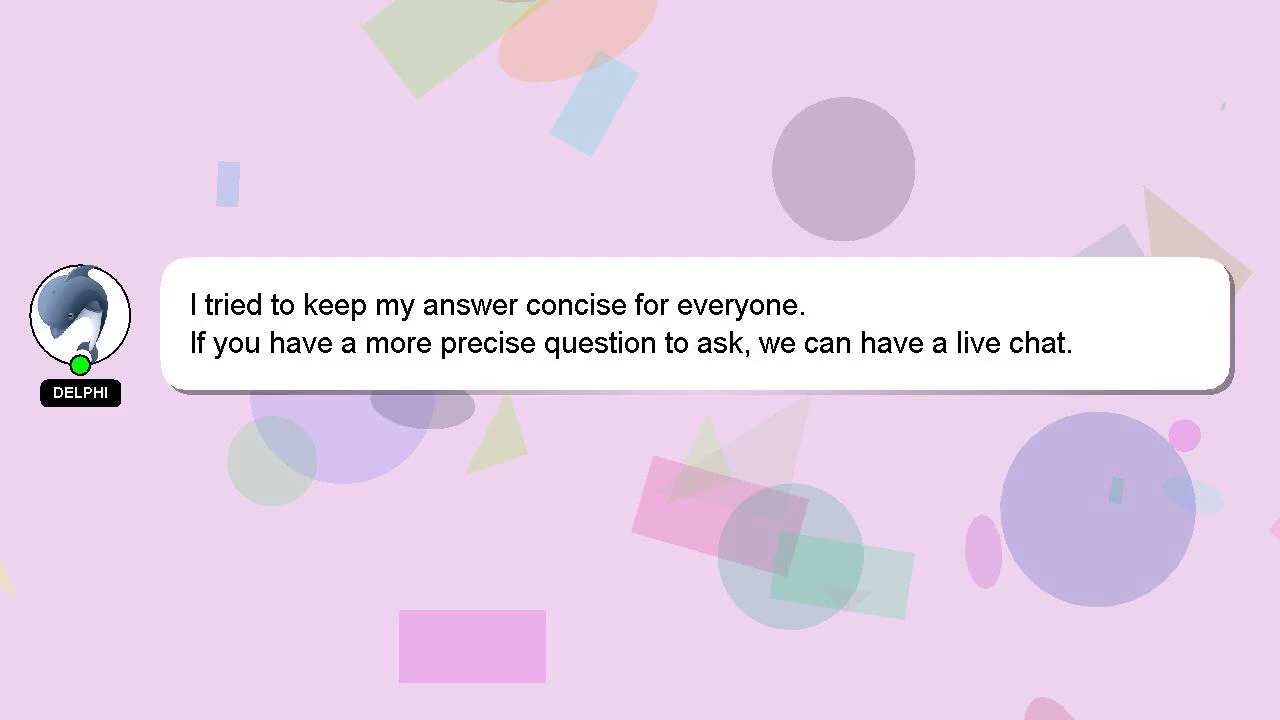 I tried to keep my answer concise for everyone.
If you have a more precise question to ask, we can have a live chat.
DELPHI